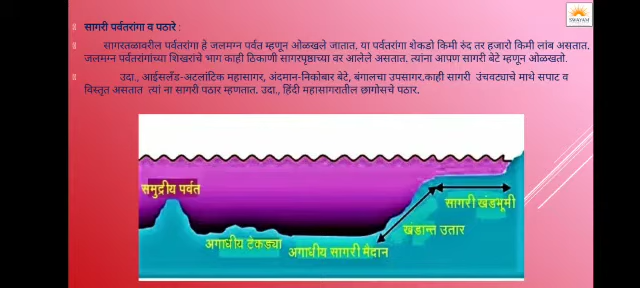 सागरी पर्वतरांगा व पठारे :
सागरतळावरील पर्वतरांगा हे जलमग्न पर्वत म्हणून ओळखले जातात. या पर्वतरांगा शेकडो किमी रुंद तर हजारो किमी लांब असतात.
जलमग्न पर्वतरांगांच्या शिखरांचे भाग काही ठिकाणी सागरपृष्ठाच्या वर आलेले असतात. त्यांना आपण सागरी बेटे म्हणून ओळखतो.
उदा., आईसलँड-अटलांटिक महासागर, अंदमान-निकोबार बेटे, बंगालचा उपसागर.काही सागरी उंचवट्याचे माथे सपाट व
विस्तृत असतात त्यां ना सागरी पठार म्हणतात. उदा., हिंदी महासागरातील छागोसचे पठार.
SWAYAM
समुद्रीय पर्वत
सागरी खंडभूमी
खंडान्त उतार
अगाधीय टेकड्या
अगाधीय सागरी मैदान